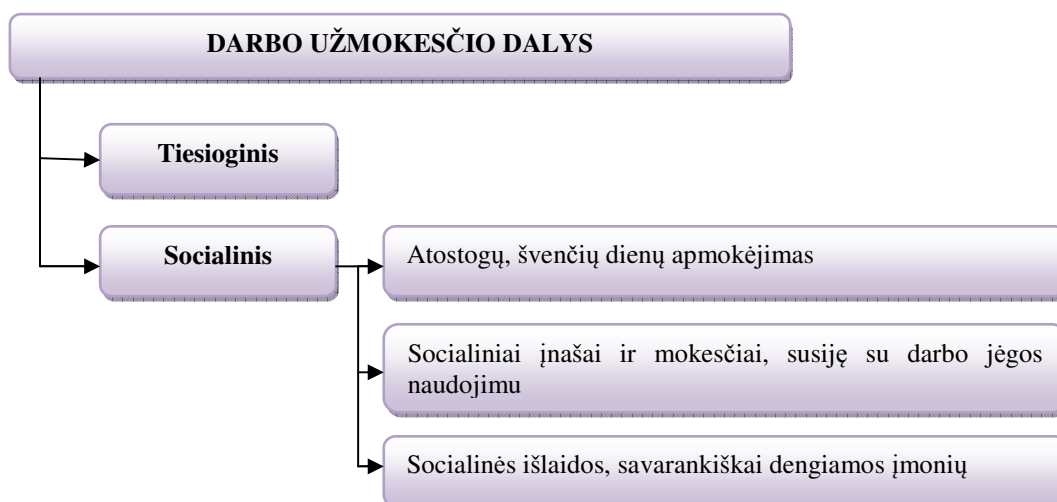 DARBO UŽMOKESČIO DALYS
Tiesioginis
Socialinis
Atostogų, švenčių dienų apmokėjimas
Socialiniai įnašai ir mokesčiai, susiję su darbo jėgos
naudojimu
Socialinės išlaidos, savarankiškai dengiamos įmonių